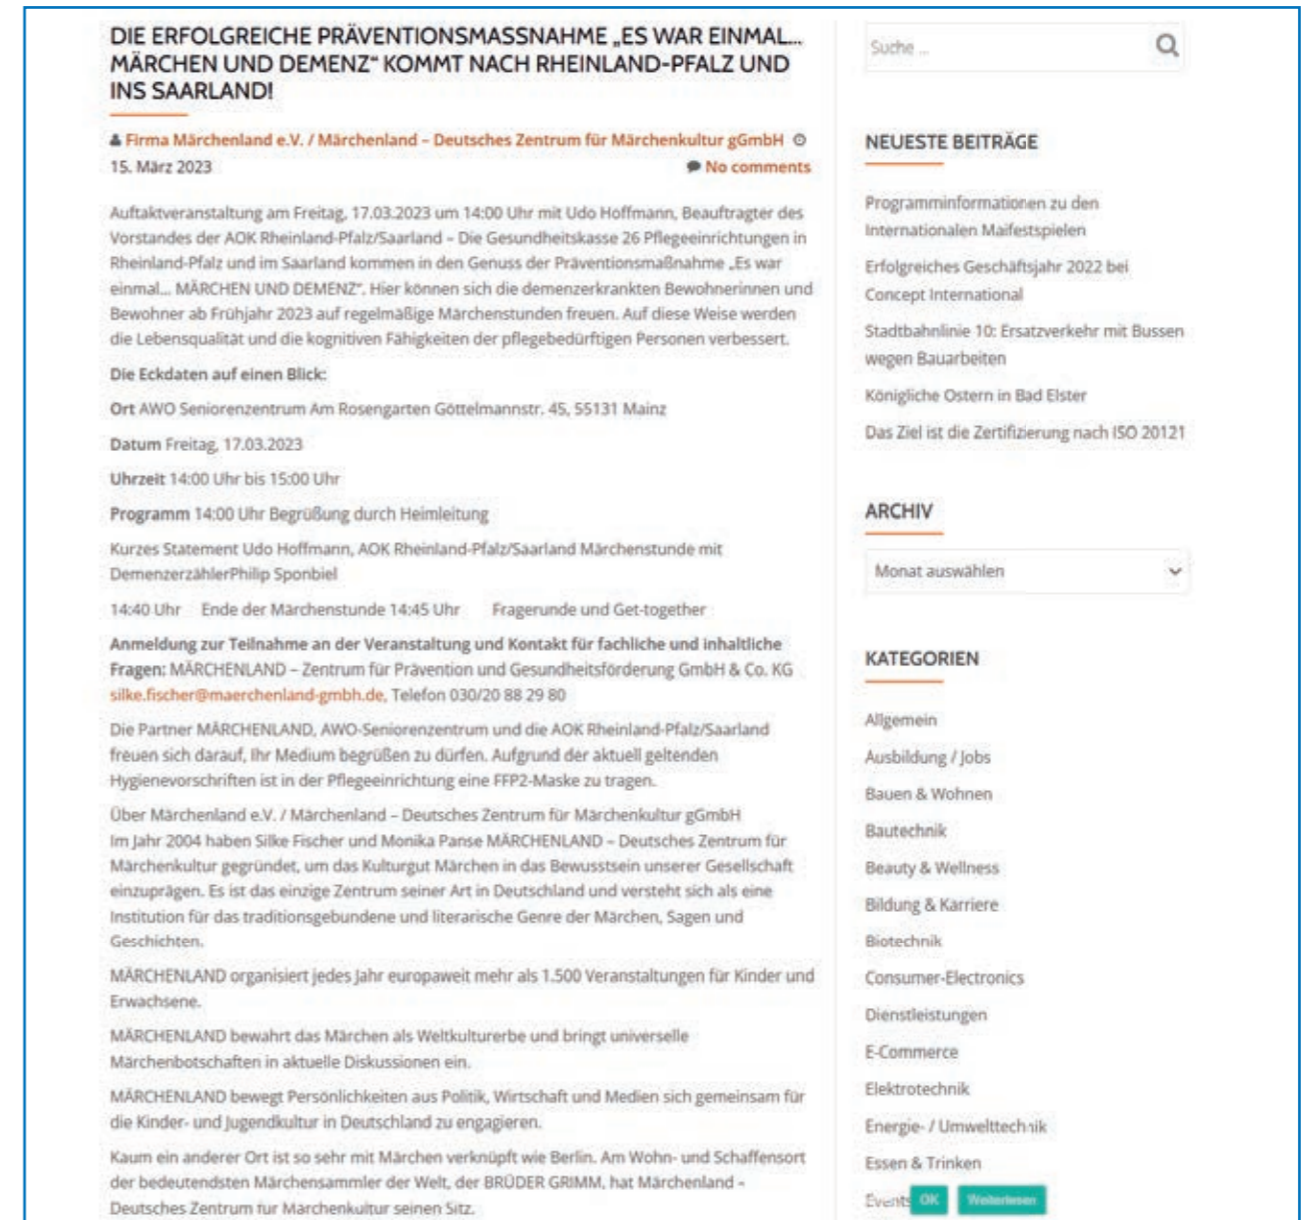 DIE ERFOLGREICHE PRÄVENTIONSMASSNAHME „ES WAR EINMAL...
MÄRCHEN UND DEMENZ“ KOMMT NACH RHEINLAND-PFALZ UND
INS SAARLAND!
Firma Märchenland e.V. / Märchenland – Deutsches Zentrum für Märchenkultur gGmbH
15. März 2023
No comments
Auftaktveranstaltung am Freitag, 17.03.2023 um 14:00 Uhr mit Udo Hoffmann, Beauftragter des
Vorstandes der AOK Rheinland-Pfalz/Saarland – Die Gesundheitskasse 26 Pflegeeinrichtungen in
Rheinland-Pfalz und im Saarland kommen in den Genuss der Präventionsmaßnahme „Es war
einmal... MÄRCHEN UND DEMENZ“. Hier können sich die demenzerkrankten Bewohnerinnen und
Bewohner ab Frühjahr 2023 auf regelmäßige Märchenstunden freuen. Auf diese Weise werden
die Lebensqualität und die kognitiven Fähigkeiten der pflegebedürftigen Personen verbessert.
Die Eckdaten auf einen Blick:
Ort AWO Seniorenzentrum Am Rosengarten Göttelmannstr. 45, 55131 Mainz
Datum Freitag, 17.03.2023
Uhrzeit 14:00 Uhr bis 15:00 Uhr
Programm 14:00 Uhr Begrüßung durch Heimleitung
Kurzes Statement Udo Hoffmann, AOK Rheinland-Pfalz/Saarland Märchenstunde mit
DemenzerzählerPhilip Sponbiel
14:40 Uhr Ende der Märchenstunde 14:45 Uhr Fragerunde und Get-together
Anmeldung zur Teilnahme an der Veranstaltung und Kontakt für fachliche und inhaltliche
Fragen: MÄRCHENLAND – Zentrum für Prävention und Gesundheitsförderung GmbH & Co. KG
silke.fischer@maerchenland-gmbh.de, Telefon 030/20 88 29 80
Die Partner MÄRCHENLAND, AWO-Seniorenzentrum und die AOK Rheinland-Pfalz/Saarland
freuen sich darauf, Ihr Medium begrüßen zu dürfen. Aufgrund der aktuell geltenden
Hygienevorschriften ist in der Pflegeeinrichtung eine FFP2-Maske zu tragen.
Über Märchenland e.V. / Märchenland – Deutsches Zentrum für Märchenkultur gGmbH
Im Jahr 2004 haben Silke Fischer und Monika Panse MÄRCHENLAND – Deutsches Zentrum für
Märchenkultur gegründet, um das Kulturgut Märchen in das Bewusstsein unserer Gesellschaft
einzuprägen. Es ist das einzige Zentrum seiner Art in Deutschland und versteht sich als eine
Institution für das traditionsgebundene und literarische Genre der Märchen, Sagen und
Geschichten.
MÄRCHENLAND organisiert jedes Jahr europaweit mehr als 1.500 Veranstaltungen für Kinder und
Erwachsene.
MÄRCHENLAND bewahrt das Märchen als Weltkulturerbe und bringt universelle
Märchenbotschaften in aktuelle Diskussionen ein.
MÄRCHENLAND bewegt Persönlichkeiten aus Politik, Wirtschaft und Medien sich gemeinsam für
die Kinder- und Jugendkultur in Deutschland zu engagieren.
Kaum ein anderer Ort ist so sehr mit Märchen verknüpft wie Berlin. Am Wohn- und Schaffensort
der bedeutendsten Märchensammler der Welt, der BRÜDER GRIMM, hat Märchenland –
Deutsches Zentrum für Märchenkultur seinen Sitz.
Suche ...
NEUESTE BEITRÄGE
Programminformationen zu den
Internationalen Maifestspielen
Erfolgreiches Geschäftsjahr 2022 bei
Concept International
Stadtbahnlinie 10: Ersatzverkehr mit Bussen
wegen Bauarbeiten
Königliche Ostern in Bad Elster
Das Ziel ist die Zertifizierung nach ISO 20121
ARCHIV
Monat auswählen
KATEGORIEN
Allgemein
Ausbildung / Jobs
Bauen & Wohnen
Bautechnik
Beauty & Wellness
Bildung & Karriere
Biotechnik
Consumer-Electronics
Dienstleistungen
E-Commerce
Elektrotechnik
Energie- / Umwelttechnik
Essen & Trinken
Events
OK
Weiterlesen